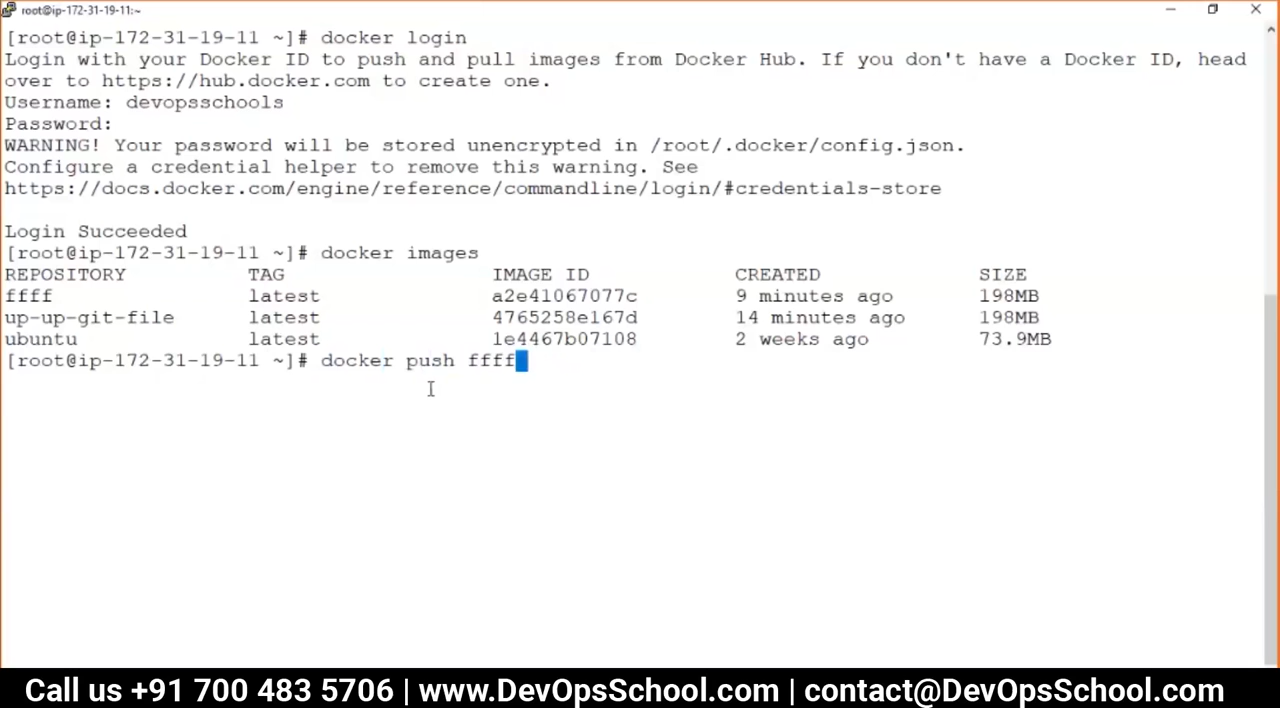 root@ip-172-31-19-11:~
[root@ip-172-31-19-11 ~]# docker login
Login with your Docker ID to push and pull images from Docker Hub. If you don't have a Docker ID, head
over to https://hub.docker.com to create one.
Username: devopsschools
Password:
WARNING! Your password will be stored unencrypted in /root/.docker/config.json.
Configure a credential helper to remove this warning. See
https://docs.docker.com/engine/reference/commandline/login/#credentials-store
Login Succeeded
[root@ip-172-31-19-11 ~]# docker images
REPOSITORY TAG IMAGE ID CREATED SIZE
ffff latest a2e41067077c 9 minutes ago 198MB
up-up-git-file latest 4765258e167d 14 minutes ago 198MB
ubuntu latest 1e4467b07108 2 weeks ago 73.9MB
[root@ip-172-31-19-11 ~]# docker push ffff
Call us +91 700 483 5706 | www.DevOpsSchool.com | contact@DevOpsSchool.com